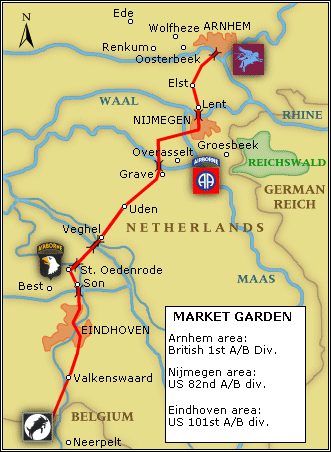 Ede
Wolfheze
ARNHEM
Renkum
Oosterbeek
N
Elst
WAAL
Lent
RHINE
NIJMEGEN
Groesbeek
Overasselt
REICHSWALD
Grave
AIRBORNE
AA
GERMAN
REICH
Uden
NETHERLANDS
Veghel
AIRBORNE
St. Oedenrode
MAAS
Best
Son
EINDHOVEN
Valkenswaard
BELGIUM
Neerpelt
MARKET GARDEN
Arnhem area:
British 1st A/B Div.
Nijmegen area:
US 82nd A/B div.
Eindhoven area:
US 101st A/B div.